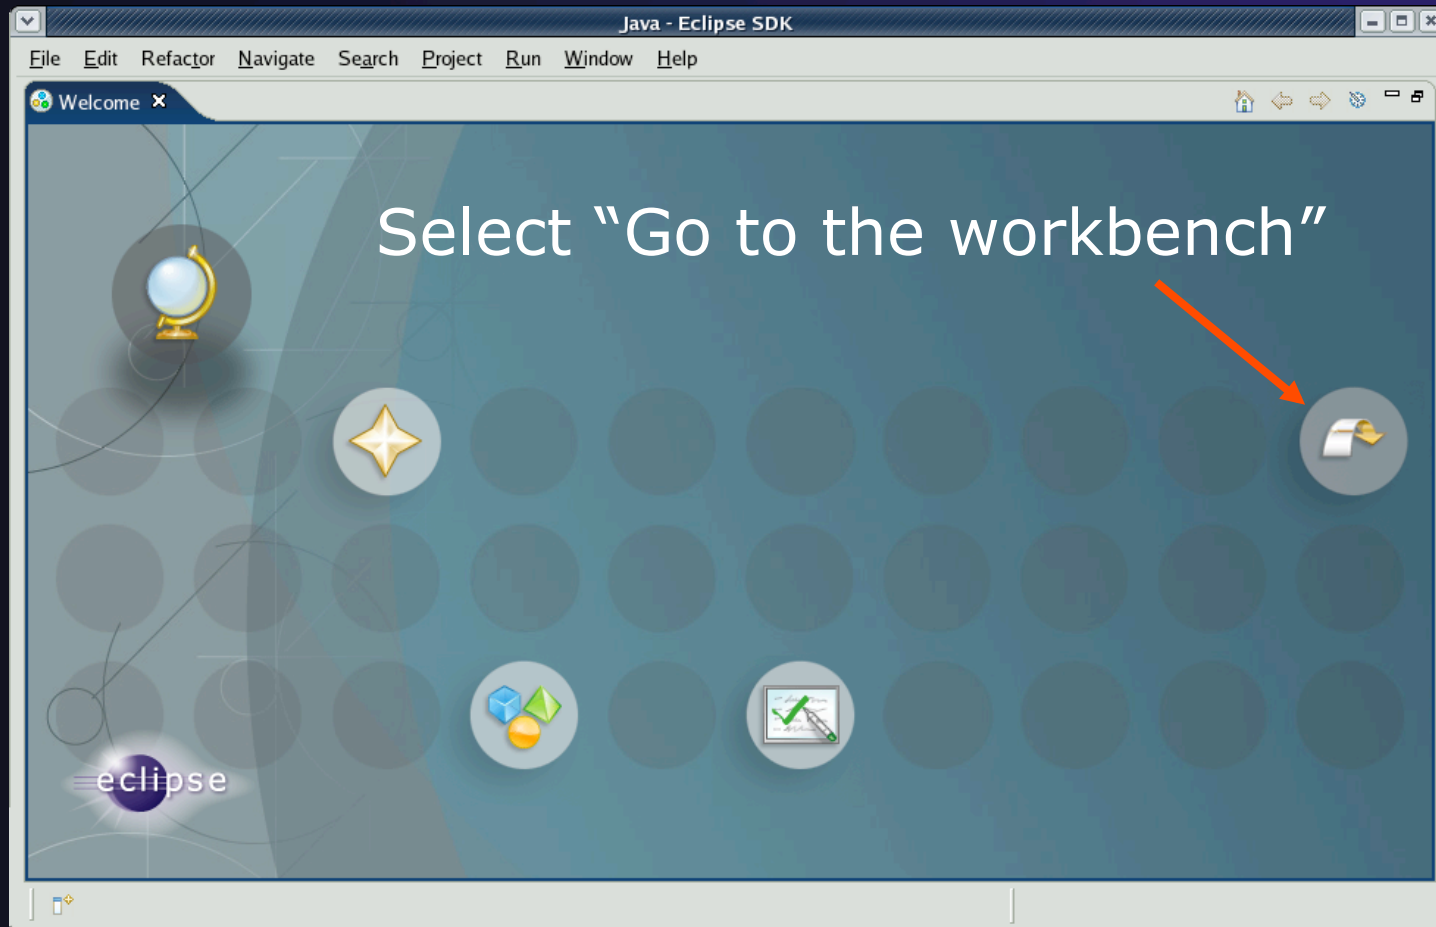 Java - Eclipse SDK
File Edit Refactor Navigate Search Project Run Window Help
Welcome
Select “Go to the workbench”
eclipse